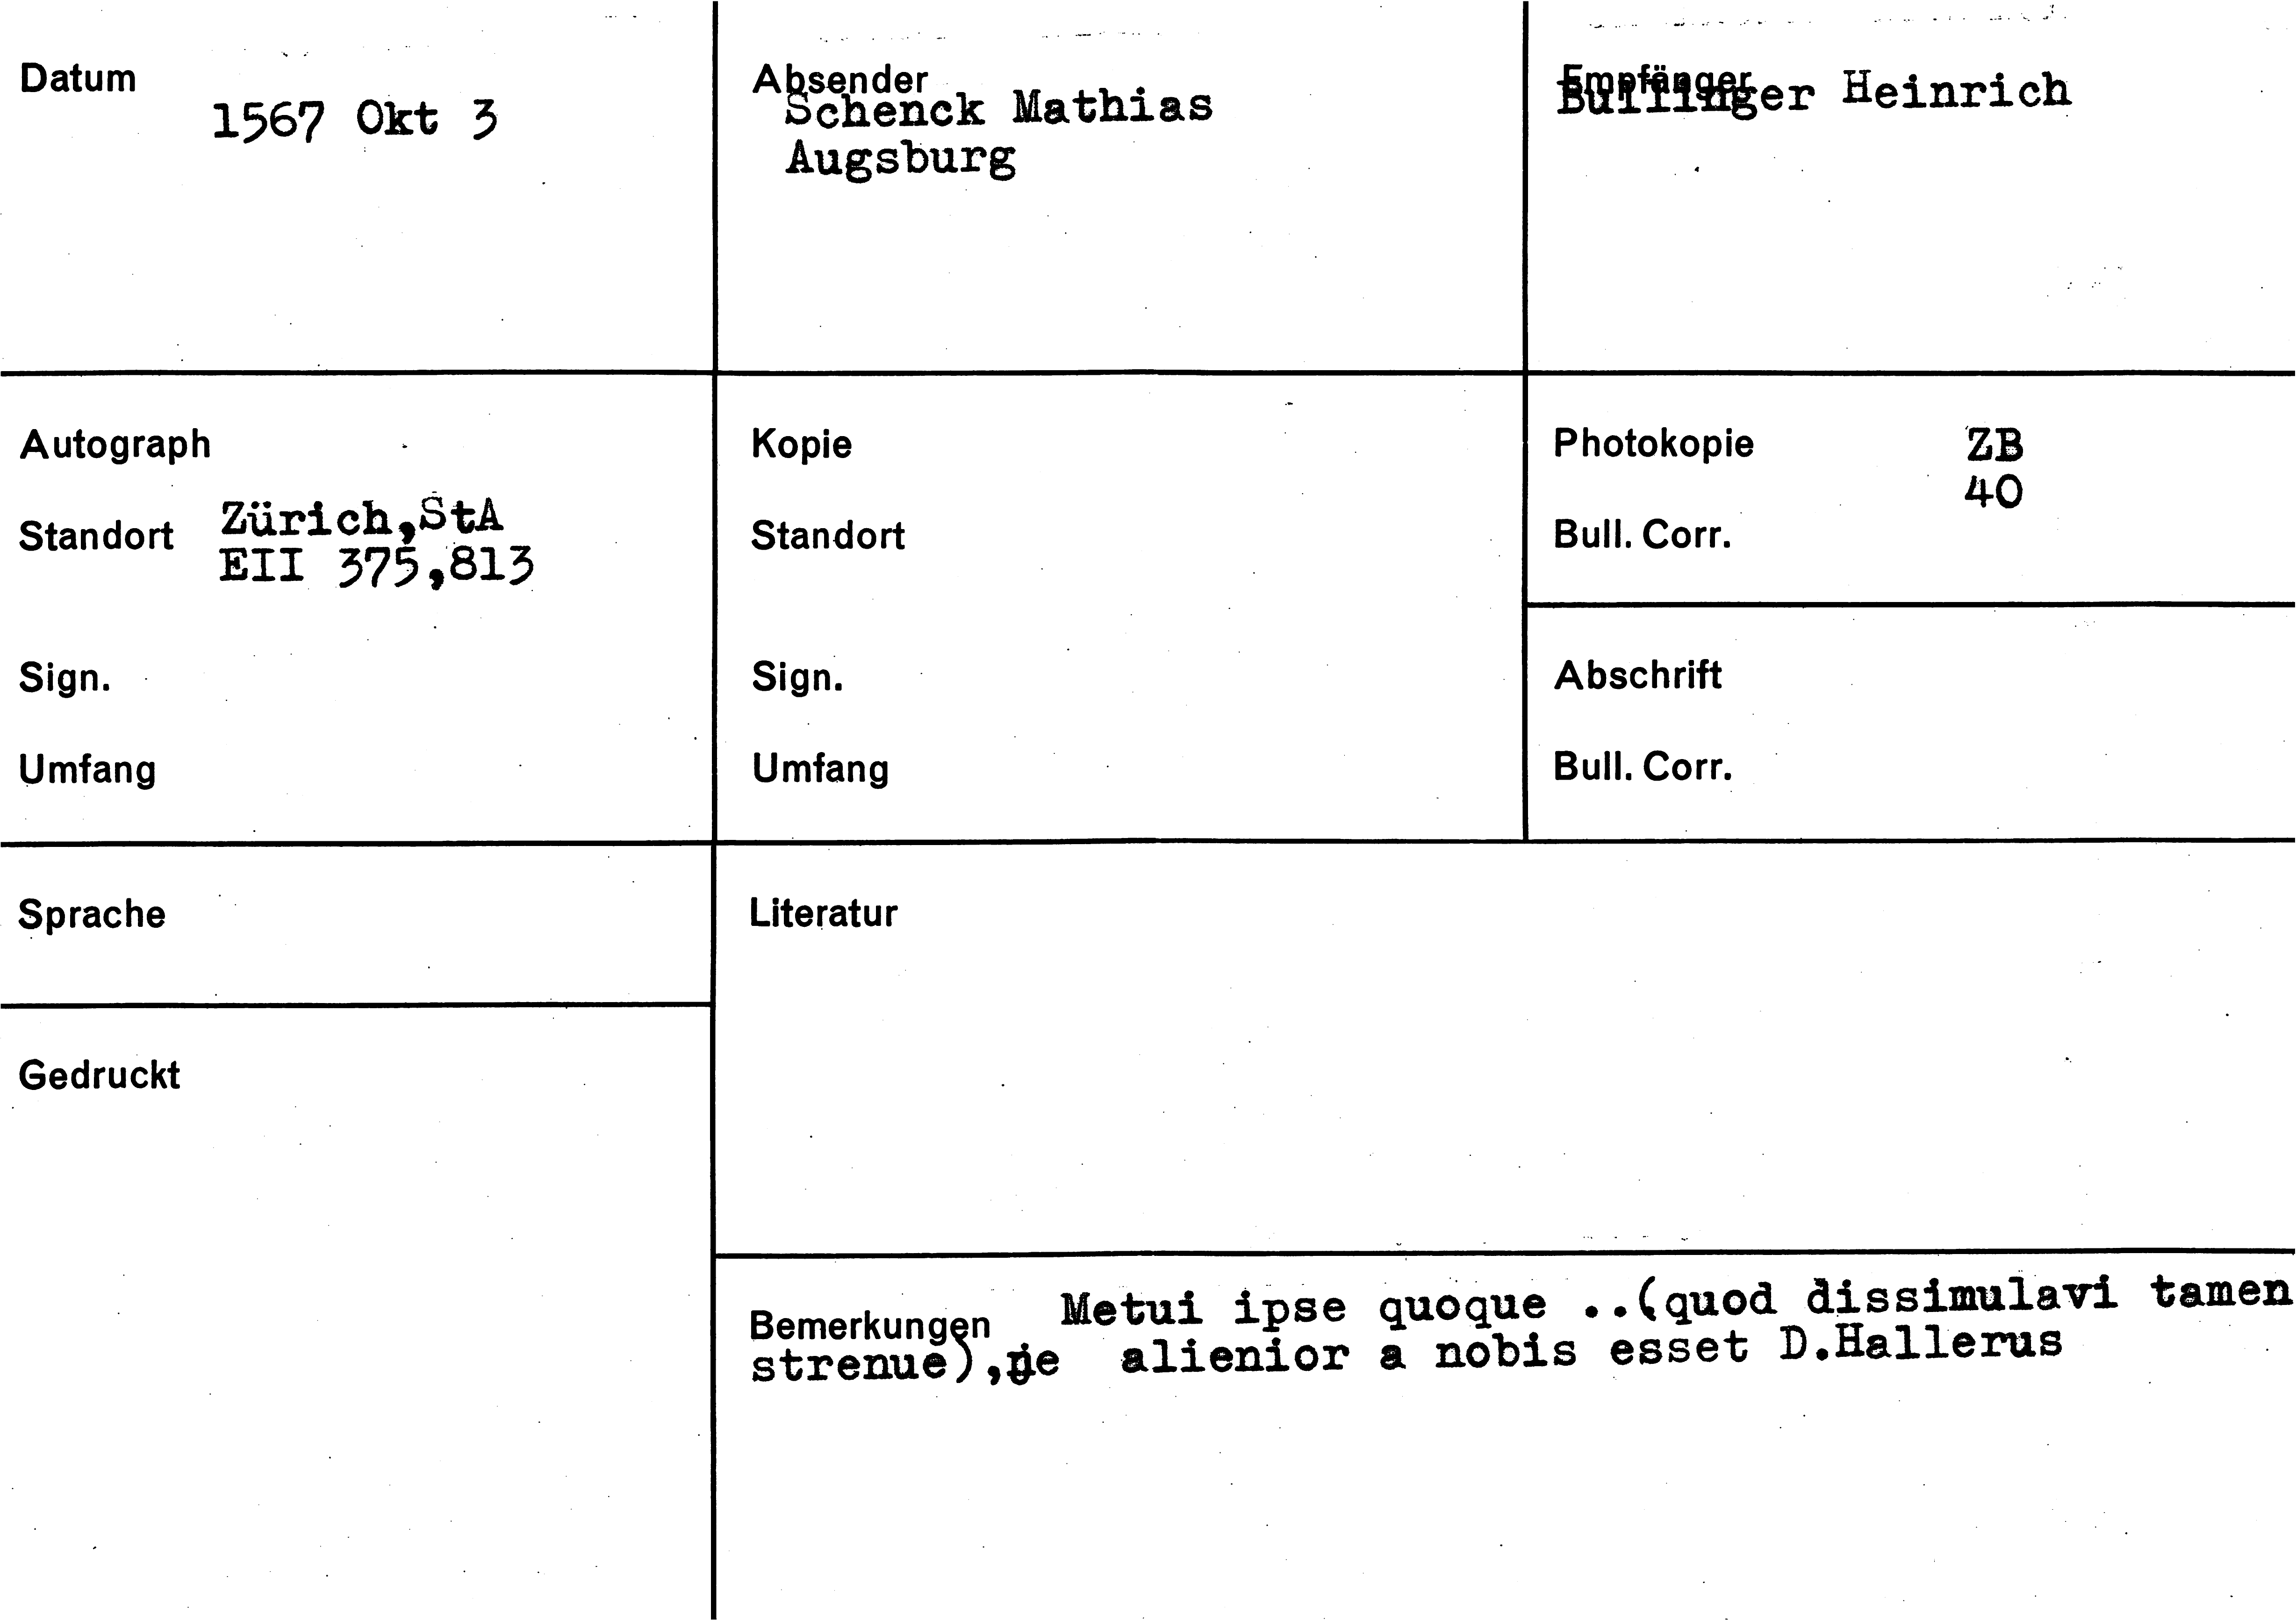 Datum
1567 Okt 3
Absender
Schenck Mathias
Augsburg
Empfänger
Bullinger Heinrich
Autograph
Standort Zürich,StA
EII 375,813
Sign.
Umfang
Kopie
Standort
Sign.
Umfang
Photokopie ZB
40
Bull. Corr.
Abschrift
Bull. Corr.
Sprache
Literatur
Gedruckt
Bemerkungen Metui ipse quoque ..(quod dissimulavi tamen
strenue),ne alienior a nobis esset D.Hallerus